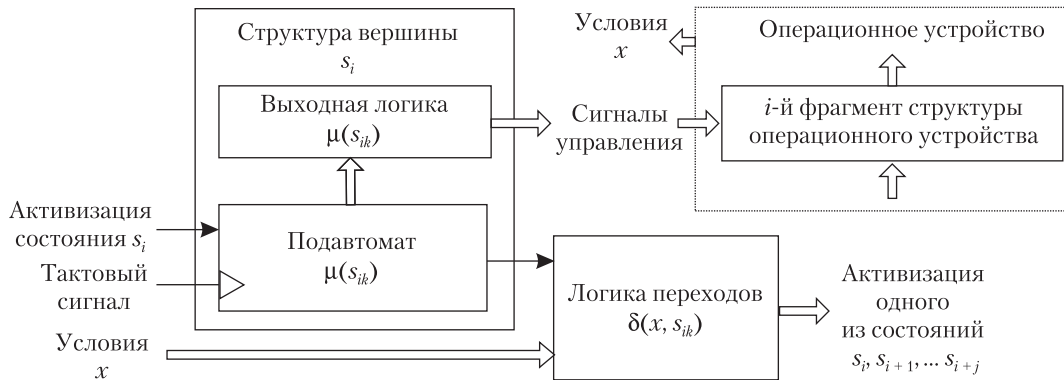 Структура вершины
s_i
Выходная логика
μ(s_ik)
Подавтомат
μ(s_ik)
Активизация
состояния s_i
Тактовый
сигнал
Условия
x
Сигналы
управления
Условия
x
Операционное устройство
i-й фрагмент структуры
операционного устройства
Логика переходов
δ(x, s_ik)
Активизация
одного
из состояний
s_i, s_i + 1, ... s_i + j